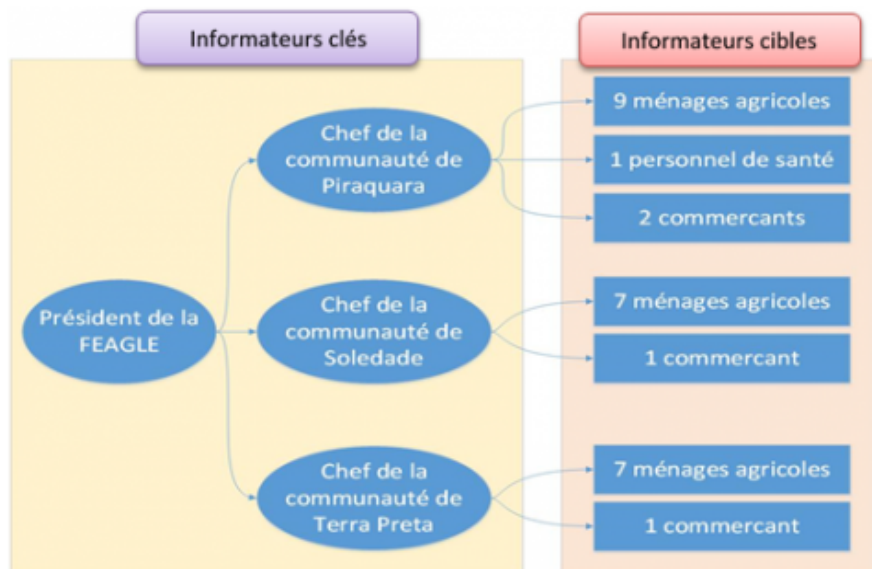 Informateurs clés
Informateurs cibles
Président de la
FEAGLE
Chef de la
communauté de
Piraquara
9 ménages agricoles
1 personnel de santé
2 commercants
Chef de la
communauté de
Soledade
7 ménages agricoles
1 commercant
Chef de la
communauté de
Terra Preta
7 ménages agricoles
1 commercant